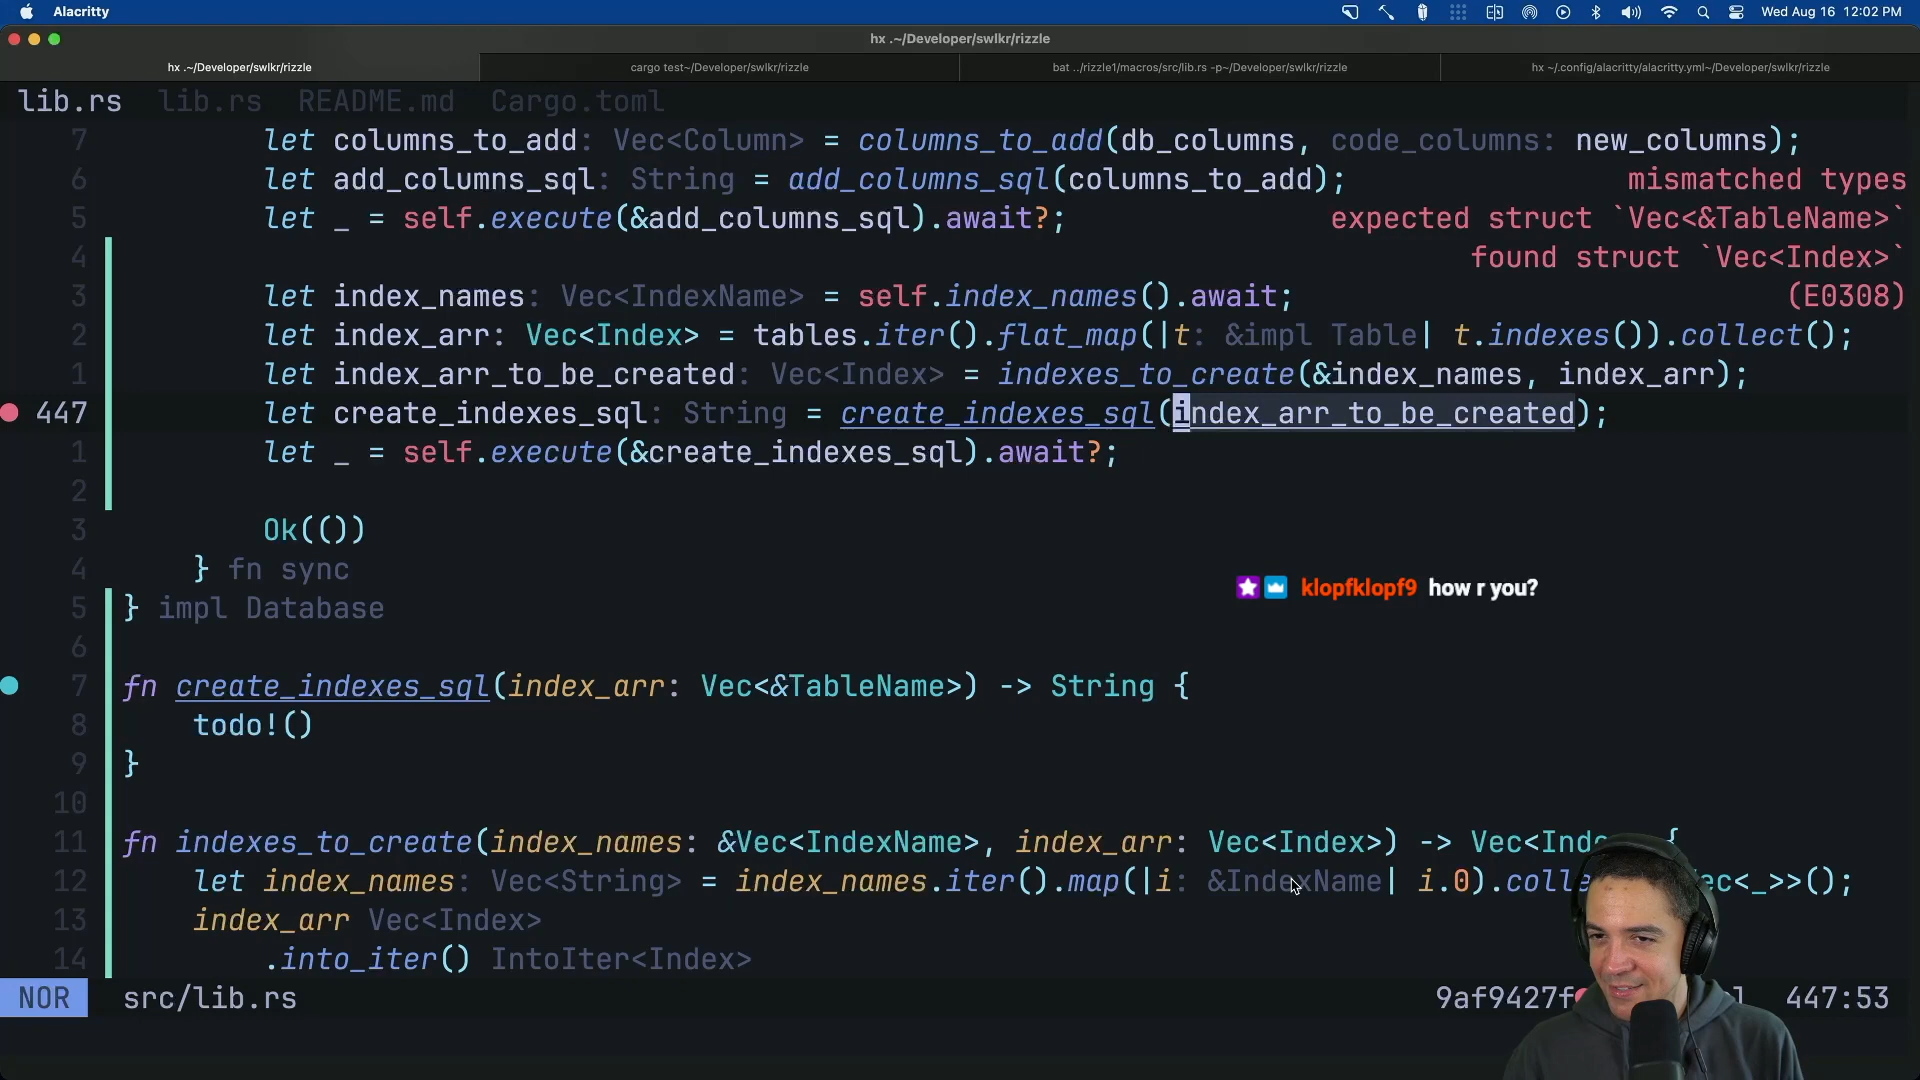 Alacritty
Wed Aug 16 12:02 PM
hx .~/Developer/swlkr/rizzle
hx .~/Developer/swlkr/rizzle
cargo test~/Developer/swlkr/rizzle
bat ../rizzle1/macros/src/lib.rs -p~/Developer/swlkr/rizzle
hx ~/.config/alacritty/alacritty.yml~/Developer/swlkr/rizzle
lib.rs lib.rs README.md Cargo.toml
7 let columns_to_add: Vec<Column> = columns_to_add(db_columns, code_columns: new_columns);
6 let add_columns_sql: String = add_columns_sql(columns_to_add); mismatched types
5 let _ = self.execute(&add_columns_sql).await?; expected struct `Vec<&TableName>`
4 found struct `Vec<Index>`
3 let index_names: Vec<IndexName> = self.index_names().await; (E0308)
2 let index_arr: Vec<Index> = tables.iter().flat_map(|t: &impl Table| t.indexes()).collect();
1 let index_arr_to_be_created: Vec<Index> = indexes_to_create(&index_names, index_arr);
447 let create_indexes_sql: String = create_indexes_sql(index_arr_to_be_created);
1 let _ = self.execute(&create_indexes_sql).await?;
2
3 Ok(())
4 } fn sync
klopfklopf9 how r you?
5 } impl Database
6
7 fn create_indexes_sql(index_arr: Vec<&TableName>) -> String {
8 todo!()
9 }
10
11 fn indexes_to_create(index_names: &Vec<IndexName>, index_arr: Vec<Index>) -> Vec<Inde {
12 let index_names: Vec<String> = index_names.iter().map(|i: &IndexName| i.0).colle ec<_>>();
13 index_arr Vec<Index>
14 .into_iter() IntoIter<Index>
NOR src/lib.rs 9af9427f 447:53